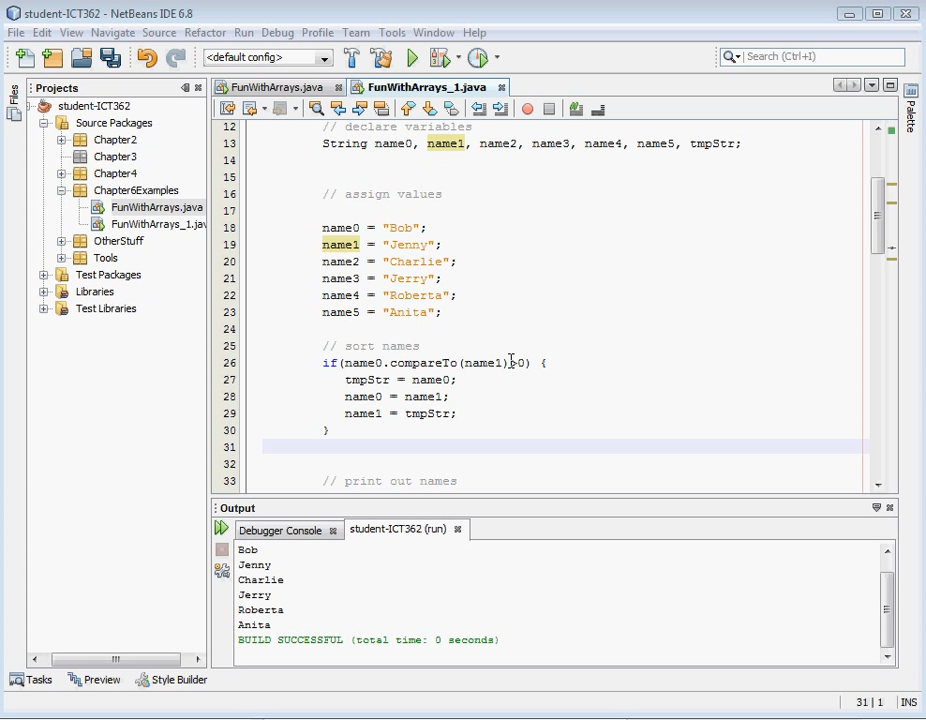 student-ICT362 - NetBeans IDE 6.8
File Edit View Navigate Source Refactor Run Debug Profile Team Tools Window Help
<default config>
Search (Ctrl+I)
Files
Projects
student-ICT362
Source Packages
Chapter2
Chapter3
Chapter4
Chapter6Examples
FunWithArrays.java
FunWithArrays_1.jav
OtherStuff
Tools
Test Packages
Libraries
Test Libraries
FunWithArrays.java
FunWithArrays_1.java
Palette
12 // declare variables
13 String name0, name1, name2, name3, name4, name5, tmpStr;
14
15
16 // assign values
17
18 name0 = "Bob";
19 name1 = "Jenny";
20 name2 = "Charlie";
21 name3 = "Jerry";
22 name4 = "Roberta";
23 name5 = "Anita";
24
25 // sort names
26 if(name0.compareTo(name1)>0) {
27 tmpStr = name0;
28 name0 = name1;
29 name1 = tmpStr;
30 }
31
32
33 // print out names
Output
Debugger Console
student-ICT362 (run)
Bob
Jenny
Charlie
Jerry
Roberta
Anita
BUILD SUCCESSFUL (total time: 0 seconds)
Tasks
Preview
Style Builder
31 | 1 INS